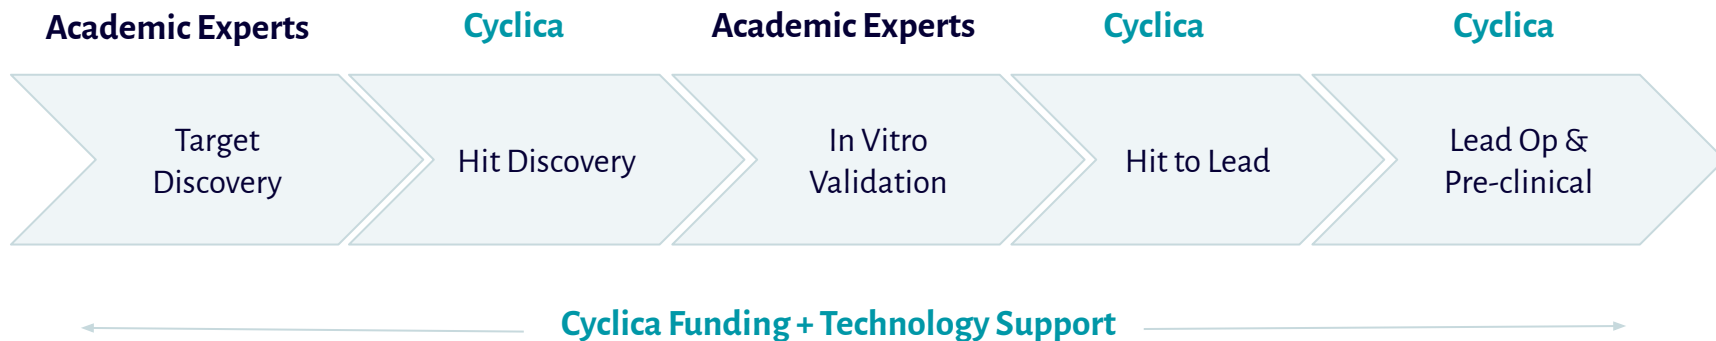 Academic Experts
Cyclica
Academic Experts
Cyclica
Cyclica
Target
Discovery
Hit Discovery
In Vitro
Validation
Hit to Lead
Lead Op &
Pre-clinical
Cyclica Funding + Technology Support